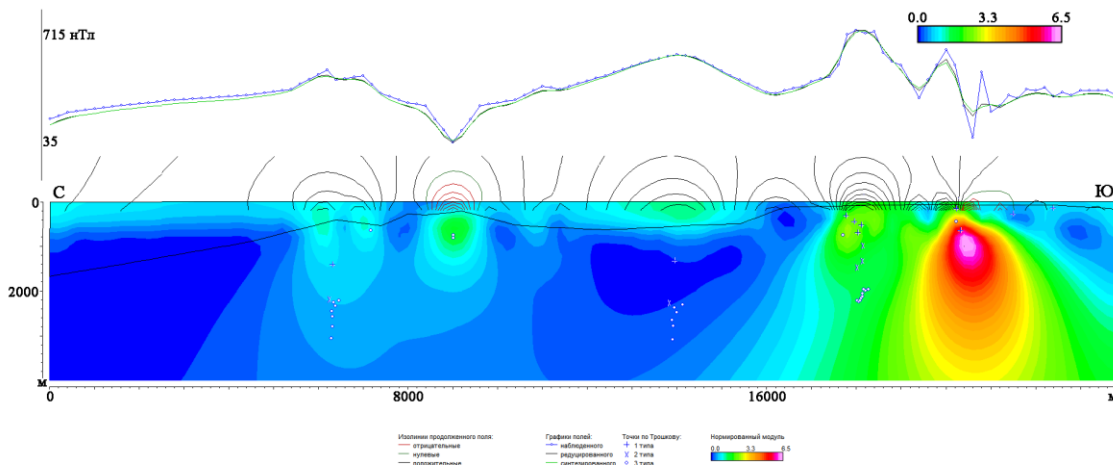 715 нТл
0.0 3.3 6.5
35
С Ю
0
2000
м
0 8000 16000 м
Изолинии продолженного поля:
отрицательные
нулевые
положительные
Графики полей:
наблюденного
редуцированного
синтезированного
Точки по Трошкову:
1 типа
2 типа
3 типа
Нормированный модуль
0.0 3.3 6.5